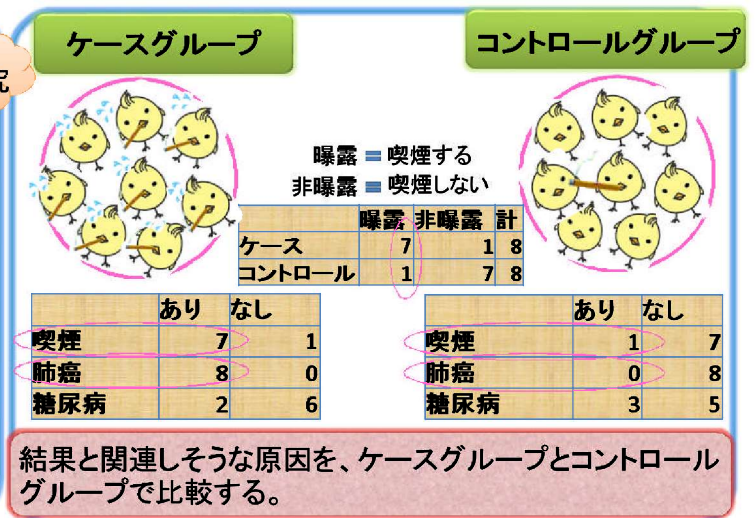 究
ケースグループ
コントロールグループ
曝露 = 喫煙する
非曝露 = 喫煙しない
曝露 非曝露 計
ケース 7 1 8
コントロール 1 7 8
あり なし
喫煙 7 1
肺癌 8 0
糖尿病 2 6
あり なし
喫煙 1 7
肺癌 0 8
糖尿病 3 5
結果と関連しそうな原因を、ケースグループとコントロール
グループで比較する。